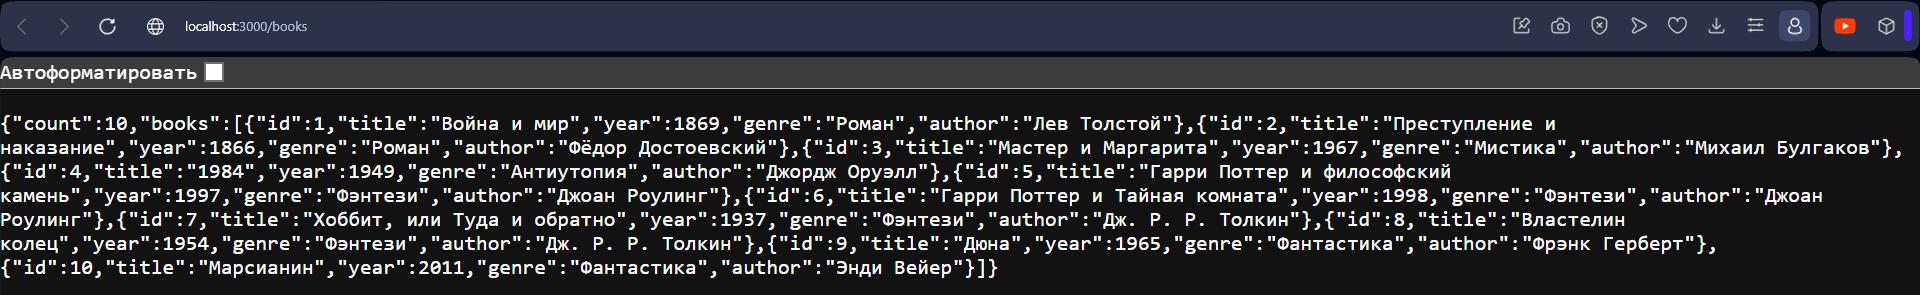 localhost:3000/books
Автоформатировать
{"count":10,"books":[{"id":1,"title":"Война и мир","year":1869,"genre":"Роман","author":"Лев Толстой"},{"id":2,"title":"Преступление и
наказание","year":1866,"genre":"Роман","author":"Фёдор Достоевский"},{"id":3,"title":"Мастер и Маргарита","year":1967,"genre":"Мистика","author":"Михаил Булгаков"},
{"id":4,"title":"1984","year":1949,"genre":"Антиутопия","author":"Джордж Оруэлл"},{"id":5,"title":"Гарри Поттер и философский
камень","year":1997,"genre":"Фэнтези","author":"Джоан Роулинг"},{"id":6,"title":"Гарри Поттер и Тайная комната","year":1998,"genre":"Фэнтези","author":"Джоан
Роулинг"},{"id":7,"title":"Хоббит, или Туда и обратно","year":1937,"genre":"Фэнтези","author":"Дж. Р. Р. Толкин"},{"id":8,"title":"Властелин
колец","year":1954,"genre":"Фэнтези","author":"Дж. Р. Р. Толкин"},{"id":9,"title":"Дюна","year":1965,"genre":"Фантастика","author":"Фрэнк Герберт"},
{"id":10,"title":"Марсианин","year":2011,"genre":"Фантастика","author":"Энди Вейер"}]}